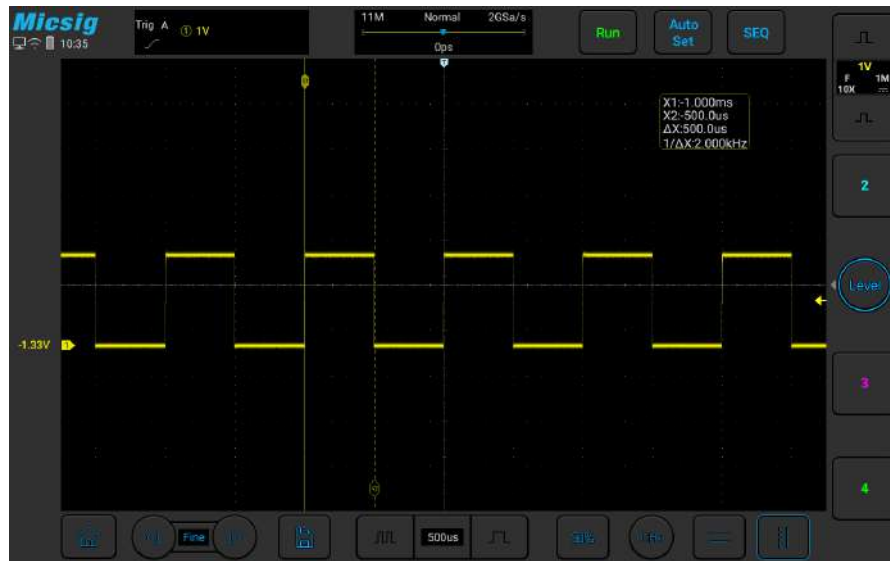 Micsig
10:35
Trig A
1 1V
11M Normal 2GSa/s
0ps
Run
Auto
Set
SEQ
1V
F 1M
10X
T
X1:-1.000ms
X2:-500.0us
ΔX:500.0us
1/ΔX:2.000kHz
2
Level
-1.33V
1
3
4
Fine
500us
50%